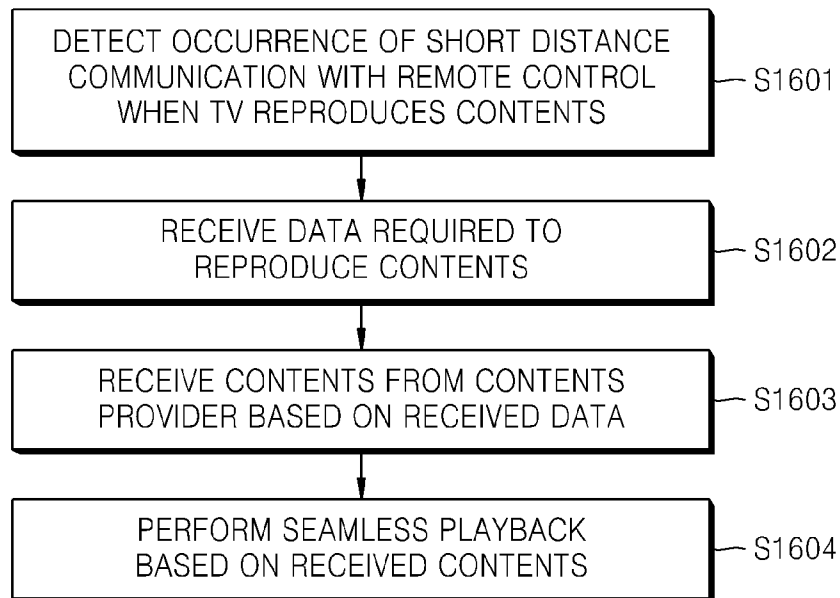 DETECT OCCURRENCE OF SHORT DISTANCE
COMMUNICATION WITH REMOTE CONTROL
WHEN TV REPRODUCES CONTENTS
S1601
RECEIVE DATA REQUIRED TO
REPRODUCE CONTENTS
S1602
RECEIVE CONTENTS FROM CONTENTS
PROVIDER BASED ON RECEIVED DATA
S1603
PERFORM SEAMLESS PLAYBACK
BASED ON RECEIVED CONTENTS
S1604